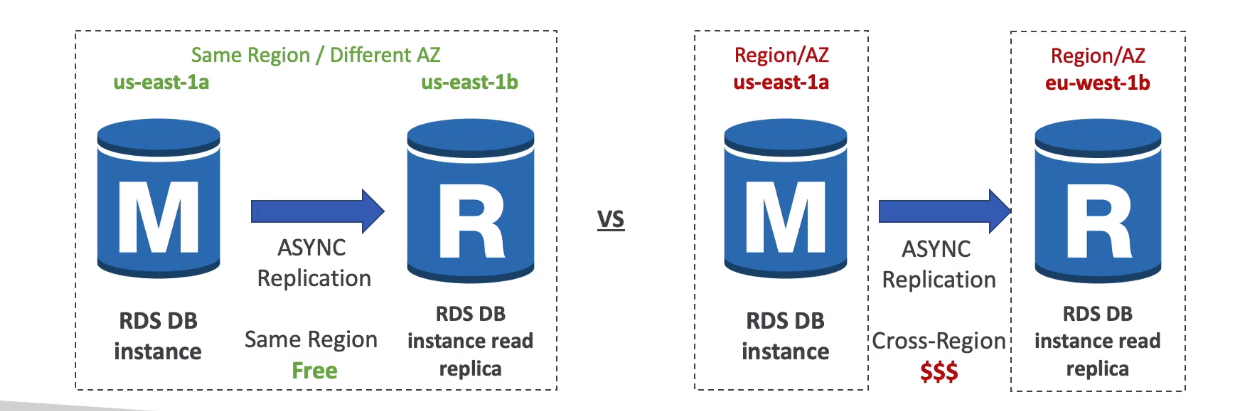 Same Region / Different AZ
us-east-1a
us-east-1b
M
R
ASYNC
Replication
RDS DB
instance
Same Region
Free
RDS DB
instance read
replica
VS
Region/AZ
us-east-1a
Region/AZ
eu-west-1b
M
R
ASYNC
Replication
RDS DB
instance
Cross-Region
$$$
RDS DB
instance read
replica